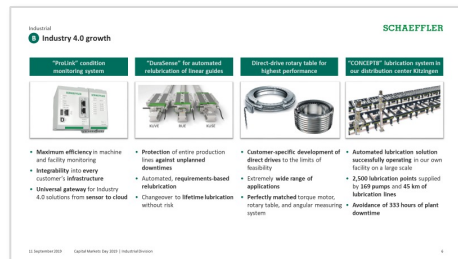 Industrial
SCHAEFFLER
B Industry 4.0 growth
"ProLink" condition
monitoring system
• Maximum efficiency in machine
and facility monitoring
• Integrability into every
customer's infrastructure
• Universal gateway for Industry
4.0 solutions from sensor to cloud
"DuraSense" for automated
relubrication of linear guides
• Protection of entire production
lines against unplanned
downtimes
• Automated, requirements-based
relubrication
• Changeover to lifetime lubrication
without risk
Direct-drive rotary table for
highest performance
• Customer-specific development of
direct drives to the limits of
feasibility
• Extremely wide range of
applications
• Perfectly matched torque motor,
rotary table, and angular measuring
system
"CONCEPT8" lubrication system in
our distribution center Kitzingen
• Automated lubrication solution
successfully operating in our own
facility on a large scale
• 2,500 lubrication points supplied
by 169 pumps and 45 km of
lubrication lines
• Avoidance of 333 hours of plant
downtime
Capital Markets Day 2019 | Industrial Division